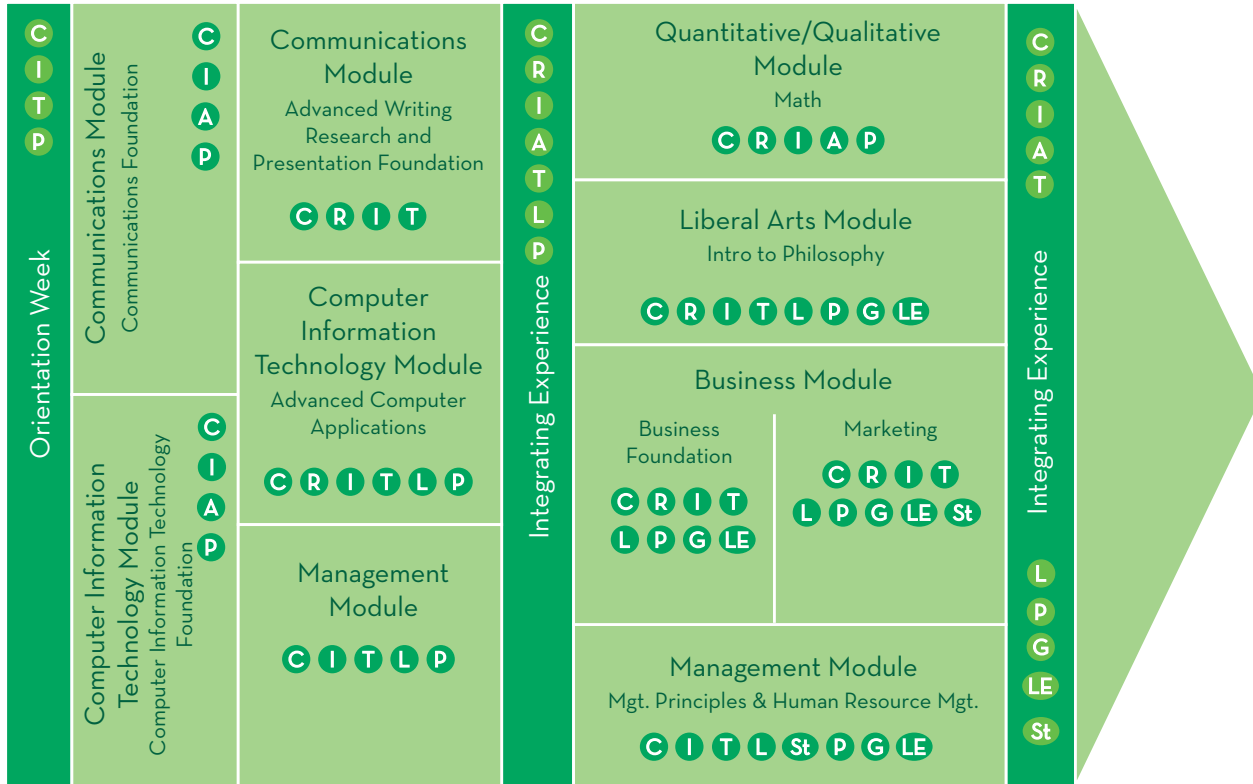 C
I
T
P
Orientation Week
Communications Module
Communications Foundation
C
I
A
P
Computer Information
Technology Module
Computer Information Technology
Foundation
C
I
A
P
Communications
Module
Advanced Writing
Research and
Presentation Foundation
C R I T
Computer
Information
Technology Module
Advanced Computer
Applications
C R I T L P
Management
Module
C I T L P
C
R
I
A
T
L
P
Integrating Experience
Quantitative/Qualitative
Module
Math
C R I A P
Liberal Arts Module
Intro to Philosophy
C R I T L P G LE
Business Module
Business
Foundation
C R I T
L P G LE
Marketing
C R I T
L P G LE St
Management Module
Mgt. Principles & Human Resource Mgt.
C I T L St P G LE
C
R
I
A
T
Integrating Experience
L
P
G
LE
St